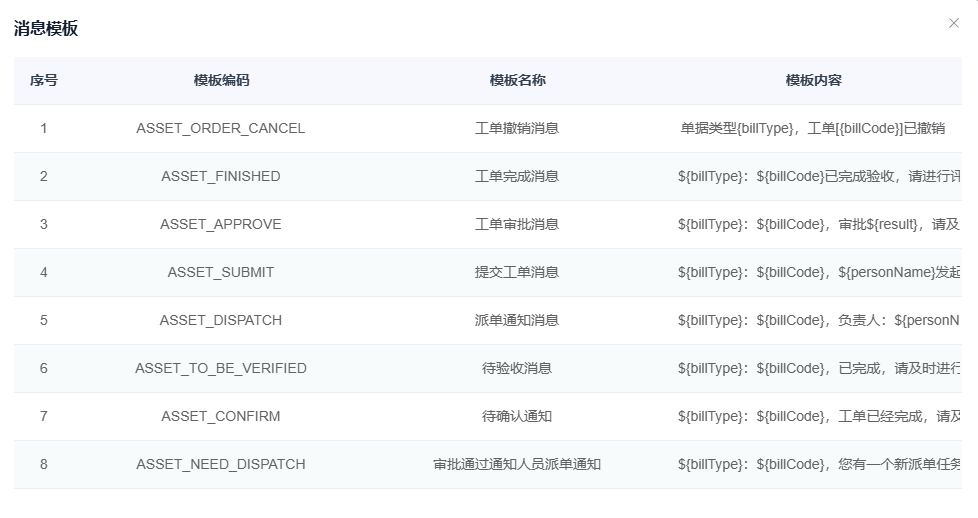 消息模板
序号 模板编码 模板名称 模板内容
1 ASSET_ORDER_CANCEL 工单撤销消息 单据类型{billType}，工单[{billCode}]已撤销
2 ASSET_FINISHED 工单完成消息 ${billType}：${billCode}已完成验收，请进行评
3 ASSET_APPROVE 工单审批消息 ${billType}：${billCode}，审批${result}，请及
4 ASSET_SUBMIT 提交工单消息 ${billType}：${billCode}，${personName}发起
5 ASSET_DISPATCH 派单通知消息 ${billType}：${billCode}，负责人：${personN
6 ASSET_TO_BE_VERIFIED 待验收消息 ${billType}：${billCode}，已完成，请及时进行
7 ASSET_CONFIRM 待确认通知 ${billType}：${billCode}，工单已经完成，请及
8 ASSET_NEED_DISPATCH 审批通过通知人员派单通知 ${billType}：${billCode}，您有一个新派单任务